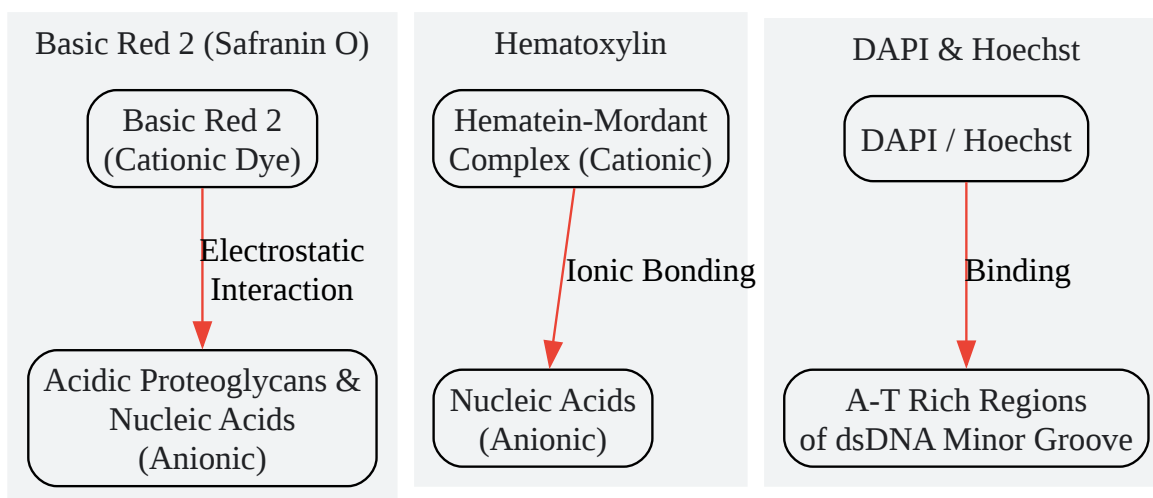 Basic Red 2 (Safranin O)
Basic Red 2
(Cationic Dye)
Electrostatic
Interaction
Acidic Proteoglycans &
Nucleic Acids
(Anionic)
Hematoxylin
Hematein-Mordant
Complex (Cationic)
Ionic Bonding
Nucleic Acids
(Anionic)
DAPI & Hoechst
DAPI / Hoechst
Binding
A-T Rich Regions
of dsDNA Minor Groove